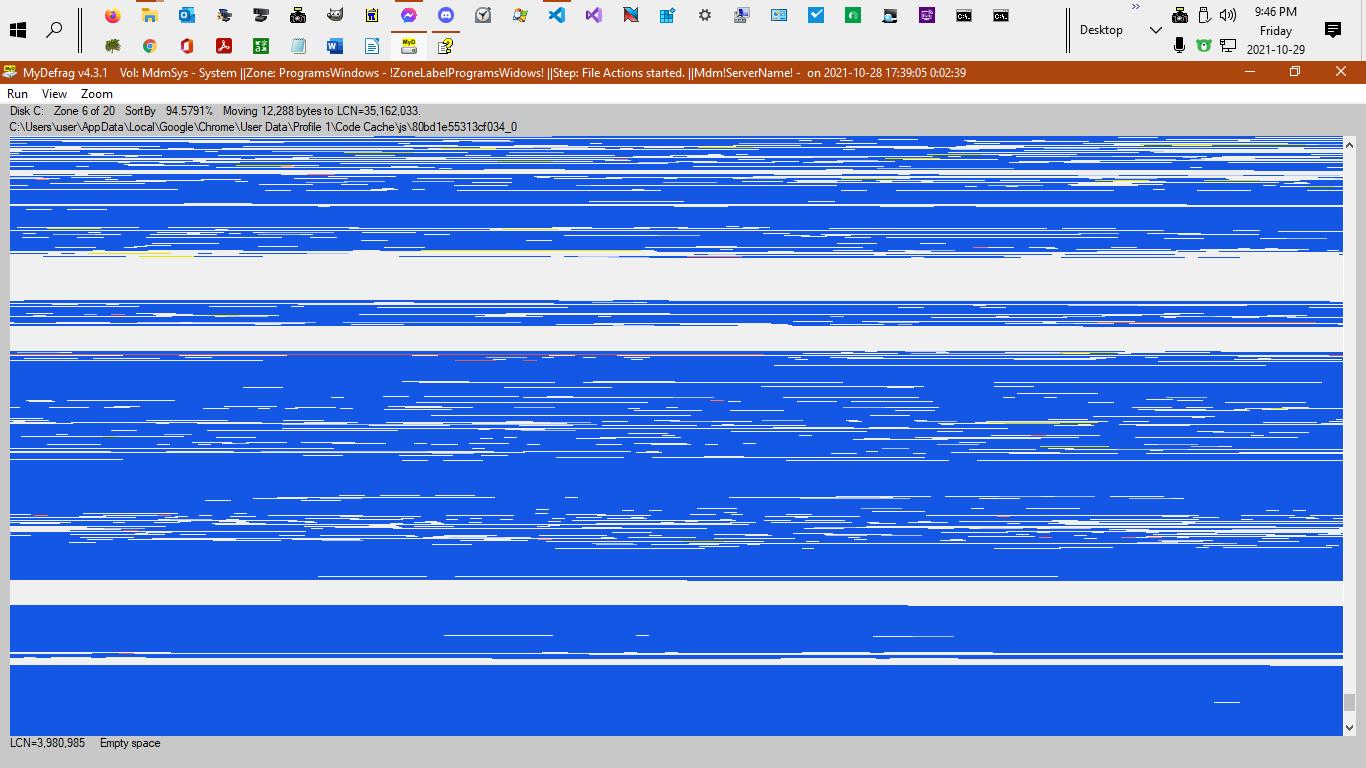 9:46 PM
Desktop
Friday
2021-10-29
MyDefrag v4.3.1 Vol: MdmSys - System ||Zone: ProgramsWindows - !ZoneLabelProgramsWidows! ||Step: File Actions started. ||Mdm!ServerName! - on 2021-10-28 17:39:05 0:02:39
Run View Zoom
Disk C: Zone 6 of 20 SortBy 94.5791% Moving 12,288 bytes to LCN=35,162,033.
C:\Users\user\AppData\Local\Google\Chrome\User Data\Profile 1\Code Cache\js\80bd1e55313cf034_0
LCN=3,980,985 Empty space